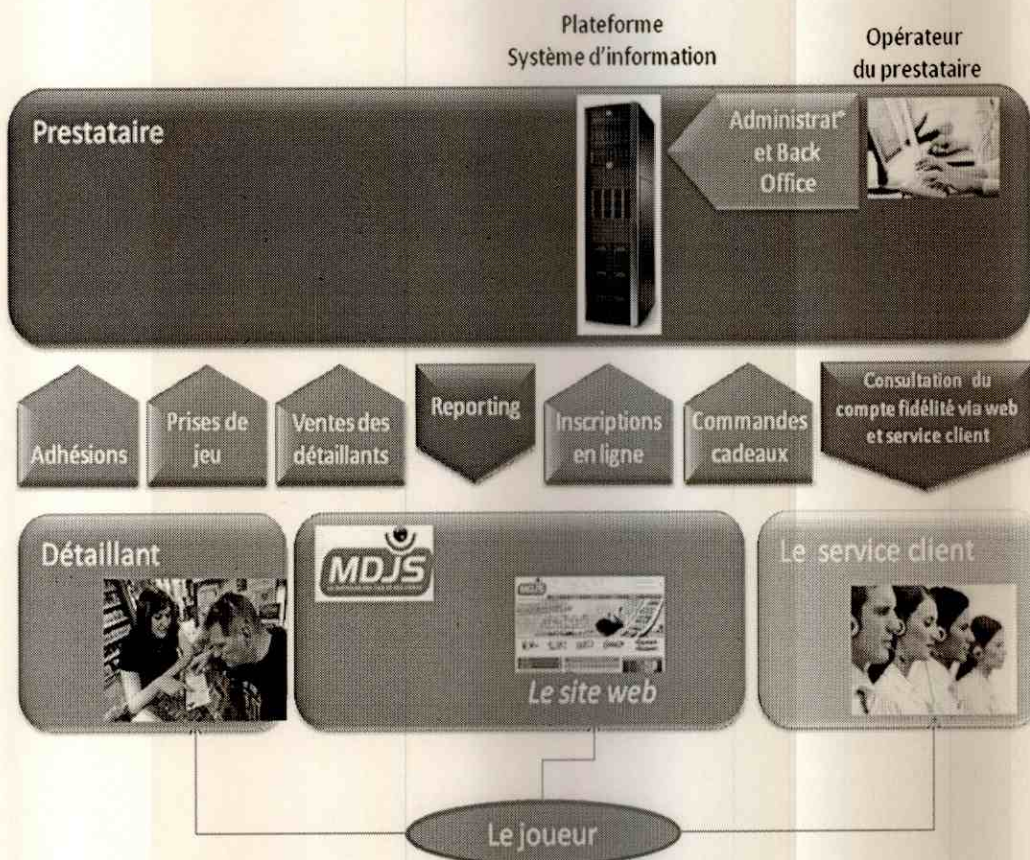 Plateforme
Système d'information
Opérateur
du prestataire
Prestataire
Administrat°
et Back
Office
Adhésions
Prises de
jeu
Ventes des
détaillants
Reporting
Inscriptions
en ligne
Commandes
cadeaux
Consultation du
compte fidélité via web
et service client
Détaillant
MDJS
MDJS
Le site web
Le service client
Le joueur